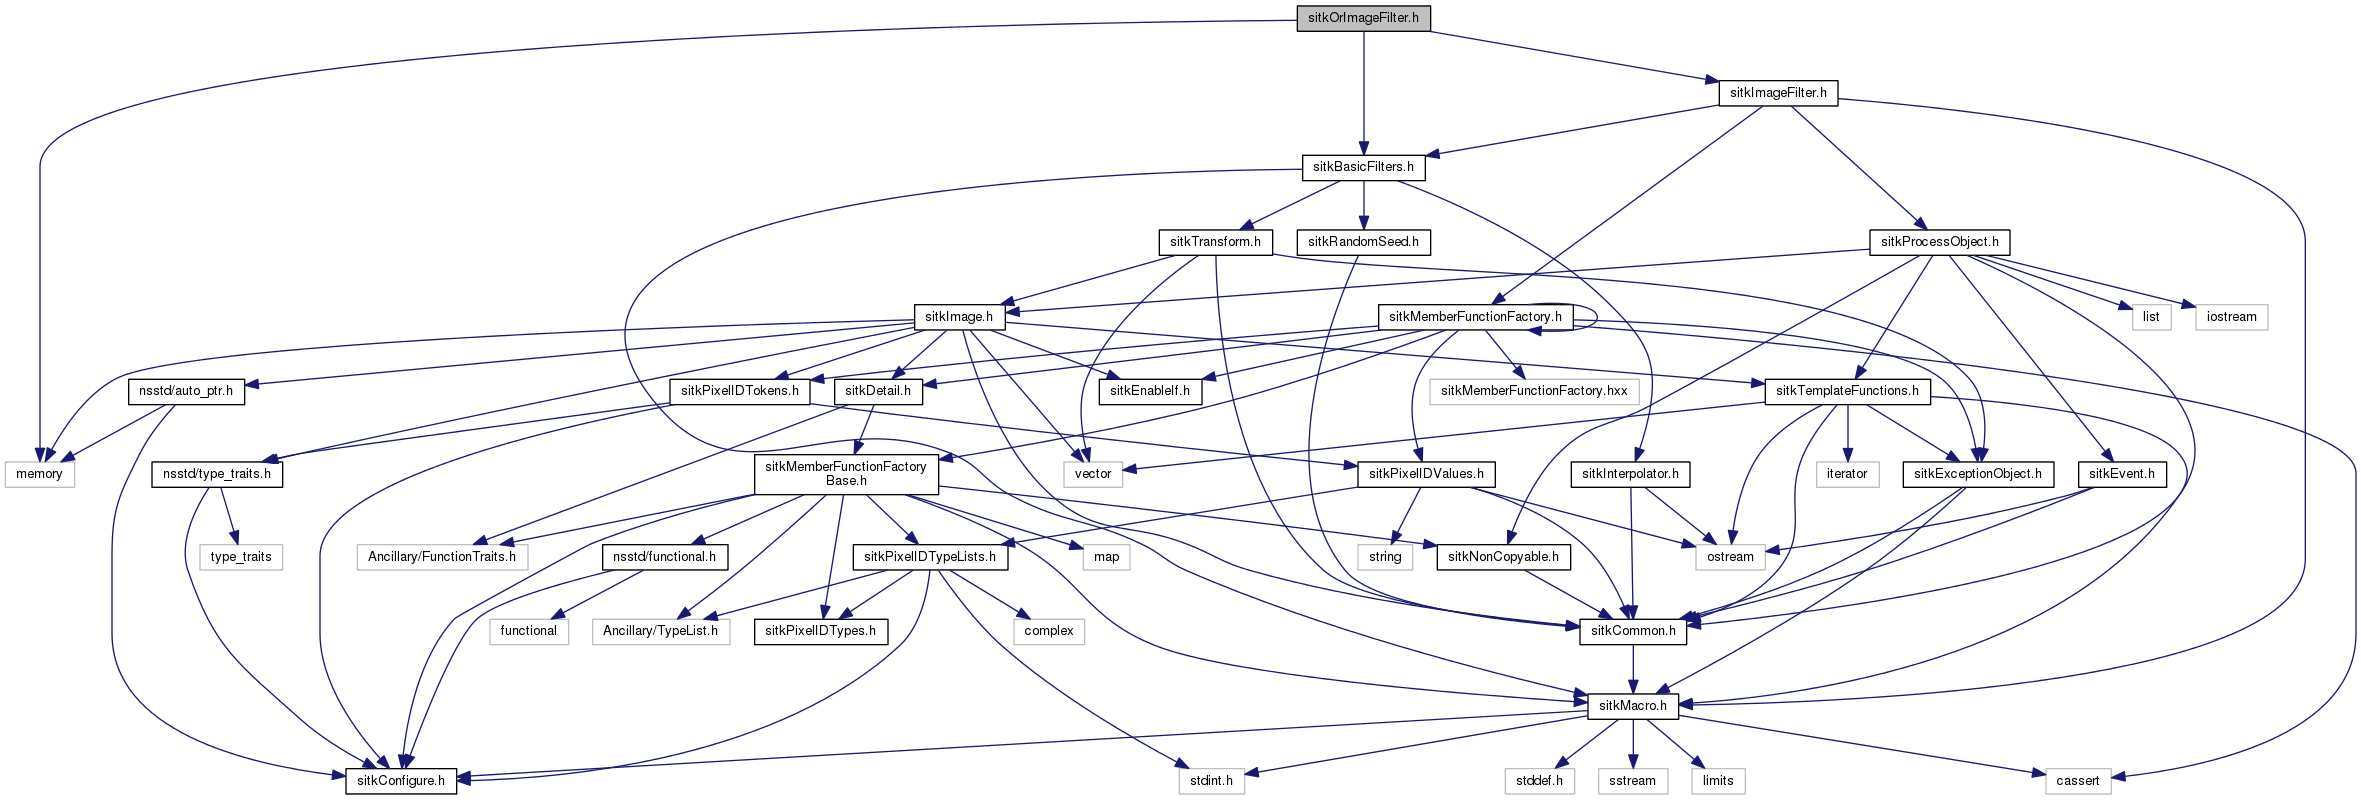 sitkOrImageFilter.h
sitkImageFilter.h
sitkBasicFilters.h
sitkTransform.h
sitkRandomSeed.h
sitkProcessObject.h
sitkImage.h
sitkMemberFunctionFactory.h
list
iostream
nsstd/auto_ptr.h
sitkPixelIDTokens.h
sitkDetail.h
sitkEnableIf.h
sitkMemberFunctionFactory.hxx
sitkTemplateFunctions.h
memory
nsstd/type_traits.h
sitkMemberFunctionFactory
Base.h
vector
sitkPixelIDValues.h
sitkInterpolator.h
iterator
sitkExceptionObject.h
sitkEvent.h
type_traits
Ancillary/FunctionTraits.h
nsstd/functional.h
sitkPixelIDTypeLists.h
map
string
sitkNonCopyable.h
ostream
functional
Ancillary/TypeList.h
sitkPixelIDTypes.h
complex
sitkCommon.h
sitkMacro.h
sitkConfigure.h
stdint.h
stddef.h
sstream
limits
cassert